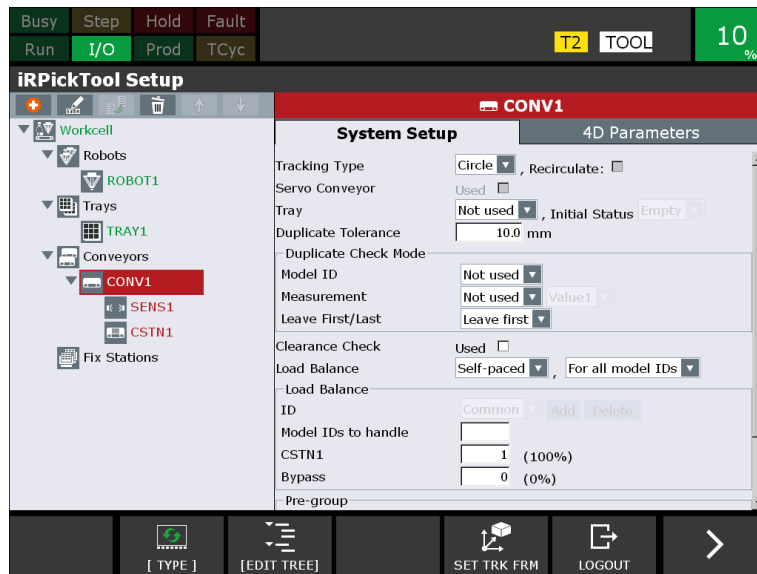 Busy Step Hold Fault
Run I/O Prod TCyc
T2 TOOL
10 %
iRPickTool Setup
CONV1
System Setup 4D Parameters
Workcell
Robots
ROBOT1
Trays
TRAY1
Conveyors
CONV1
SENS1
CSTN1
Fix Stations
Tracking Type Circle , Recirculate:
Servo Conveyor Used
Tray Not used , Initial Status Empty
Duplicate Tolerance 10.0 mm
Duplicate Check Mode
Model ID Not used
Measurement Not used Value1
Leave First/Last Leave first
Clearance Check Used
Load Balance Self-paced , For all model IDs
Load Balance
ID Common Add Delete
Model IDs to handle
CSTN1 1 (100%)
Bypass 0 (0%)
Pre-group
[ TYPE ] [EDIT TREE] SET TRK FRM LOGOUT